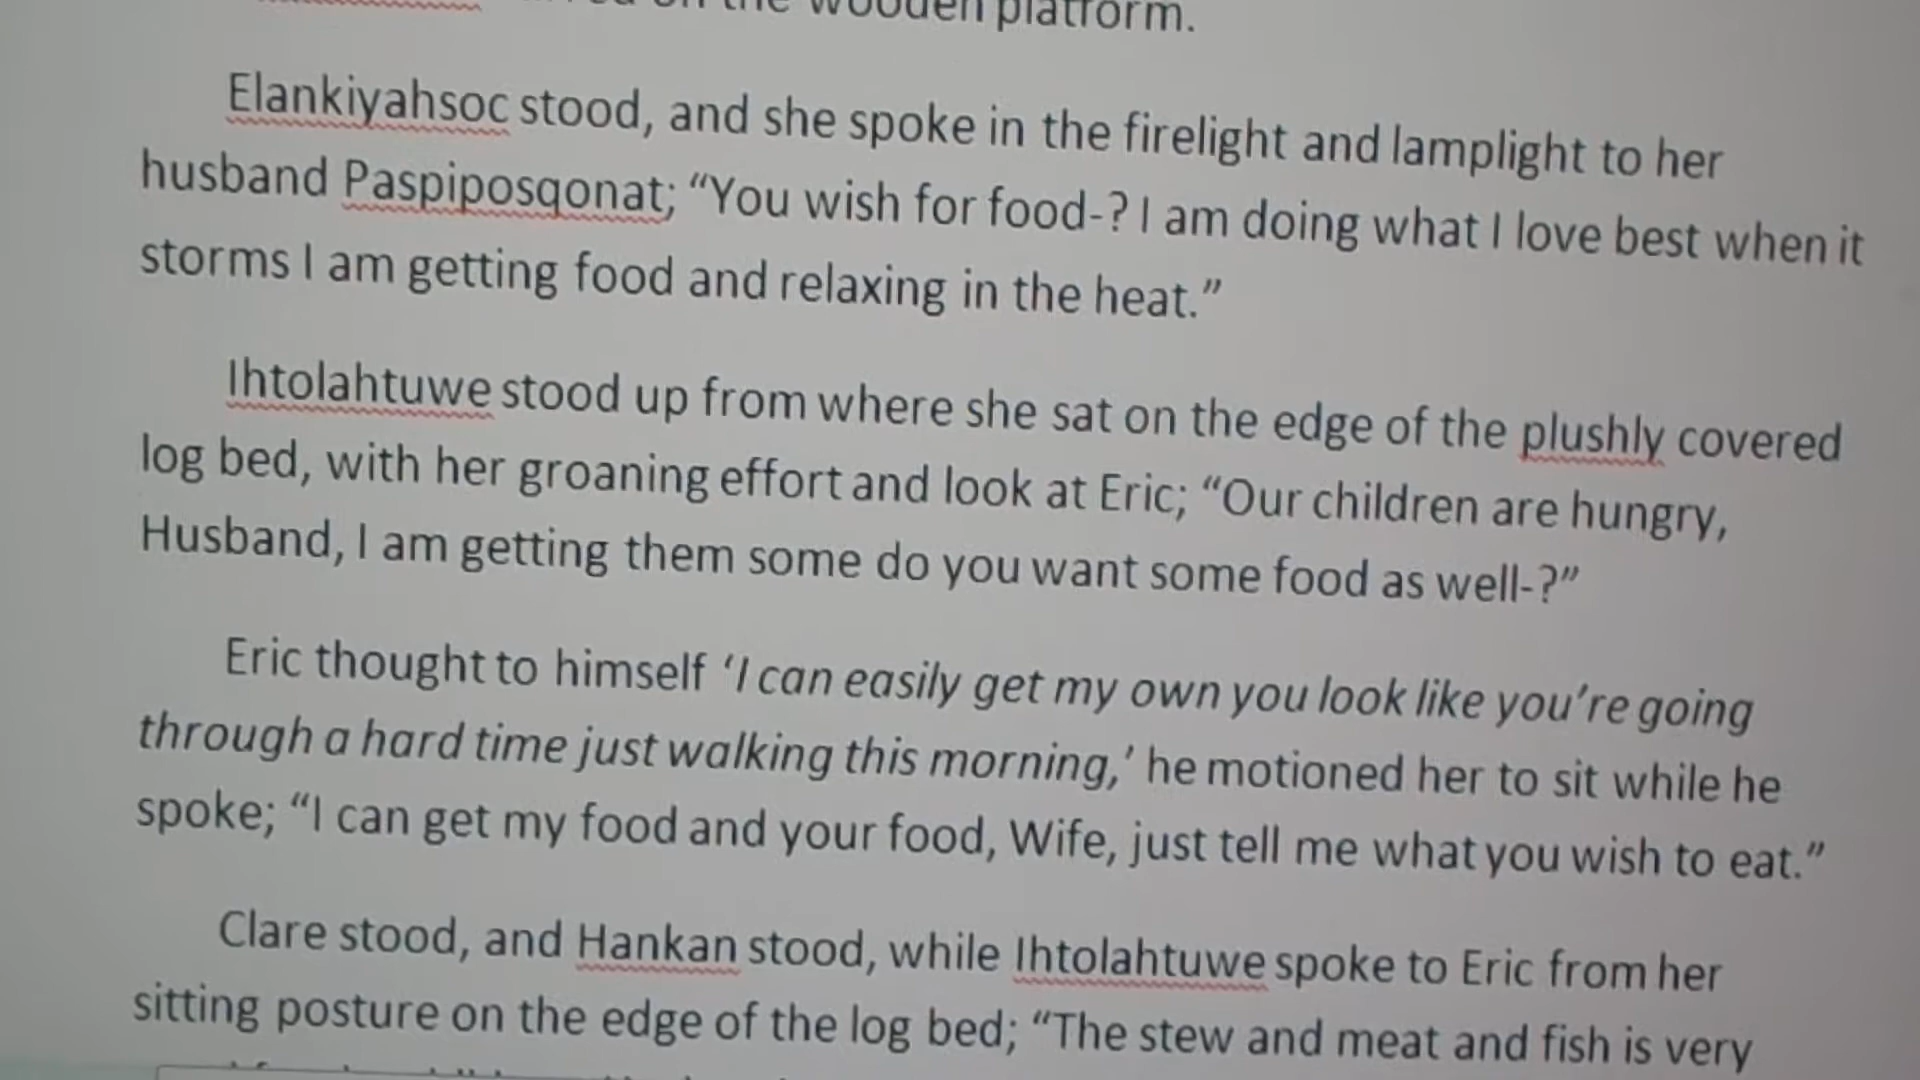 the wooden platform.
Elankiyahsoc stood, and she spoke in the firelight and lamplight to her
husband Paspiposqonat; “You wish for food-? I am doing what I love best when it
storms I am getting food and relaxing in the heat.”
Ihtolahtuwe stood up from where she sat on the edge of the plushly covered
log bed, with her groaning effort and look at Eric; “Our children are hungry,
Husband, I am getting them some do you want some food as well-?”
Eric thought to himself ‘I can easily get my own you look like you’re going
through a hard time just walking this morning,’ he motioned her to sit while he
spoke; “I can get my food and your food, Wife, just tell me what you wish to eat.”
Clare stood, and Hankan stood, while Ihtolahtuwe spoke to Eric from her
sitting posture on the edge of the log bed; “The stew and meat and fish is very